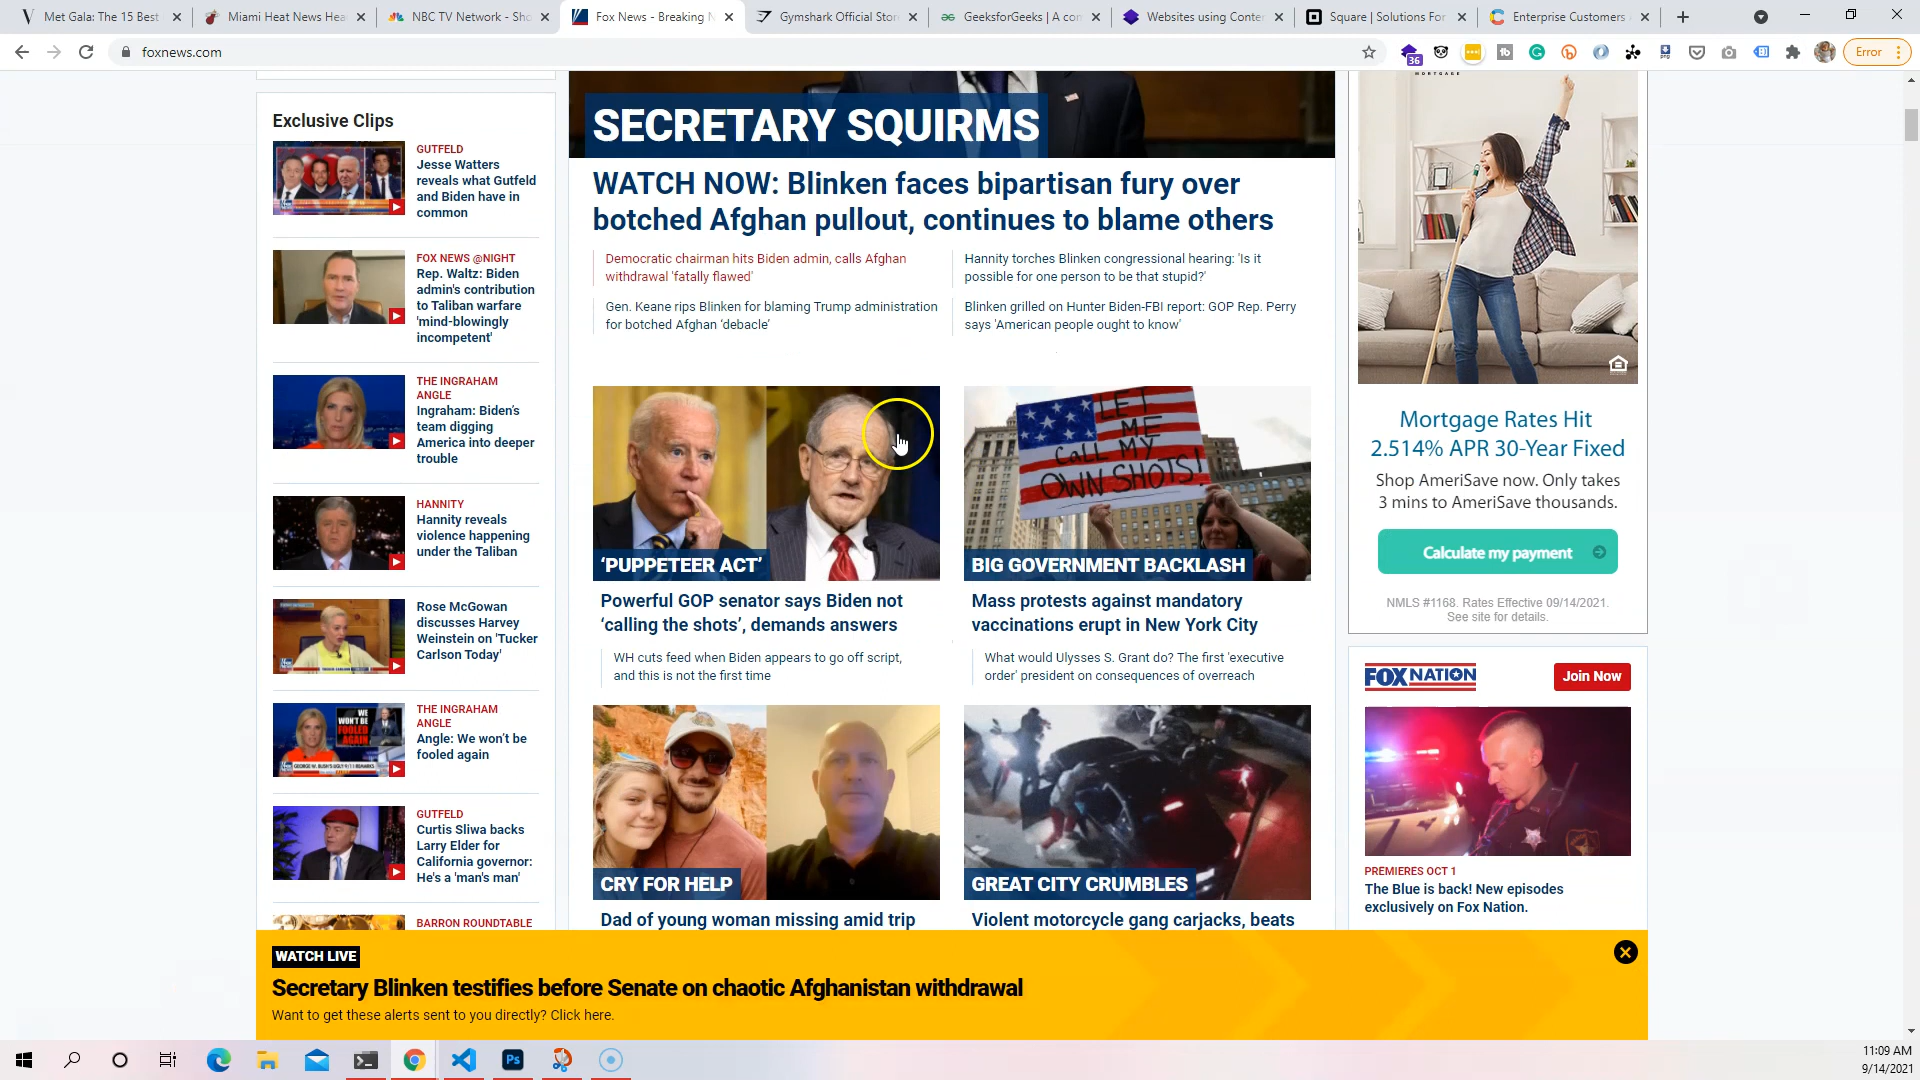 Met Gala: The 15 Best
Miami Heat News Hea
NBC TV Network - Sho
Fox News - Breaking N
Gymshark Official Stor
GeeksforGeeks | A con
Websites using Conter
Square | Solutions For
Enterprise Customers
foxnews.com
36
Error
Exclusive Clips
GUTFELD
Jesse Watters
reveals what Gutfeld
and Biden have in
common
FOX NEWS @NIGHT
Rep. Waltz: Biden
admin's contribution
to Taliban warfare
'mind-blowingly
incompetent'
THE INGRAHAM
ANGLE
Ingraham: Biden's
team digging
America into deeper
trouble
HANNITY
Hannity reveals
violence happening
under the Taliban
Rose McGowan
discusses Harvey
Weinstein on 'Tucker
Carlson Today'
WE
WON'T BE
FOOLED
AGAIN
THE INGRAHAM
ANGLE
Angle: We won't be
fooled again
GUTFELD
Curtis Sliwa backs
Larry Elder for
California governor:
He's a 'man's man'
BARRON ROUNDTABLE
SECRETARY SQUIRMS
WATCH NOW: Blinken faces bipartisan fury over
botched Afghan pullout, continues to blame others
Democratic chairman hits Biden admin, calls Afghan
withdrawal 'fatally flawed'
Hannity torches Blinken congressional hearing: 'Is it
possible for one person to be that stupid?'
Gen. Keane rips Blinken for blaming Trump administration
for botched Afghan 'debacle'
Blinken grilled on Hunter Biden-FBI report: GOP Rep. Perry
says 'American people ought to know'
LET
ME
CALL MY
OWN SHOTS!
'PUPPETEER ACT'
Powerful GOP senator says Biden not
'calling the shots', demands answers
WH cuts feed when Biden appears to go off script,
and this is not the first time
BIG GOVERNMENT BACKLASH
Mass protests against mandatory
vaccinations erupt in New York City
What would Ulysses S. Grant do? The first 'executive
order' president on consequences of overreach
CRY FOR HELP
Dad of young woman missing amid trip
GREAT CITY CRUMBLES
Violent motorcycle gang carjacks, beats
MORTGAGE
Mortgage Rates Hit
2.514% APR 30-Year Fixed
Shop AmeriSave now. Only takes
3 mins to AmeriSave thousands.
Calculate my payment
NMLS #1168. Rates Effective 09/14/2021.
See site for details.
FOX NATION
Join Now
PREMIERES OCT 1
The Blue is back! New episodes
exclusively on Fox Nation.
WATCH LIVE
Secretary Blinken testifies before Senate on chaotic Afghanistan withdrawal
Want to get these alerts sent to you directly? Click here.
Ps
11:09 AM
9/14/2021